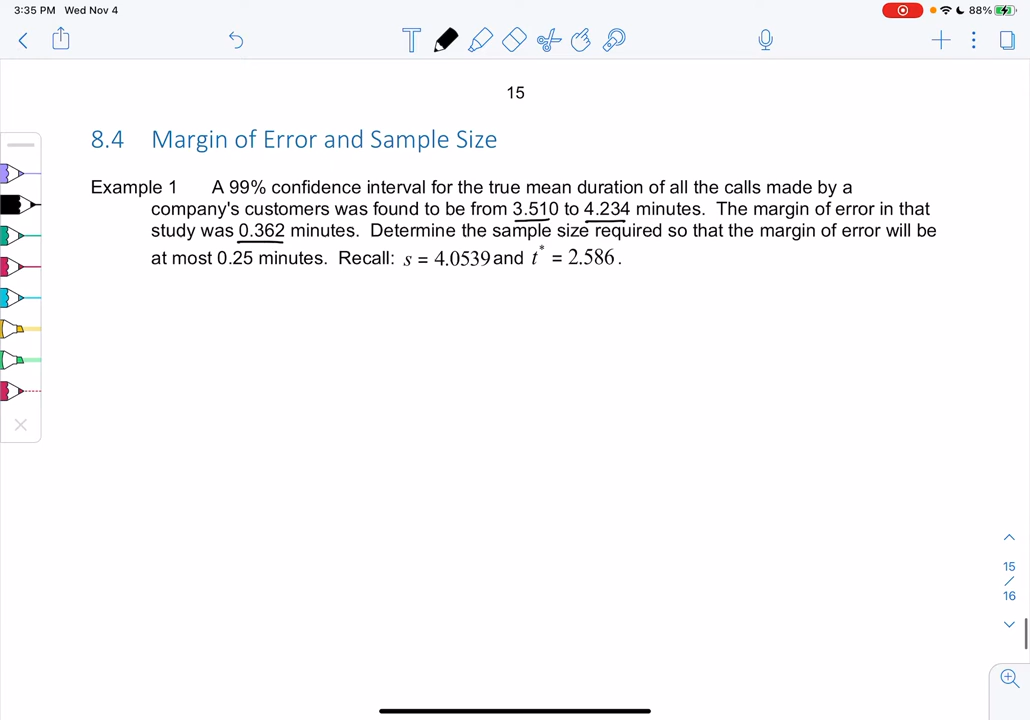 3:35 PM Wed Nov 4
88%
T
15
8.4 Margin of Error and Sample Size
Example 1 A 99% confidence interval for the true mean duration of all the calls made by a
company's customers was found to be from 3.510 to 4.234 minutes. The margin of error in that
study was 0.362 minutes. Determine the sample size required so that the margin of error will be
at most 0.25 minutes. Recall: s = 4.0539 and t* = 2.586.
15
/
16